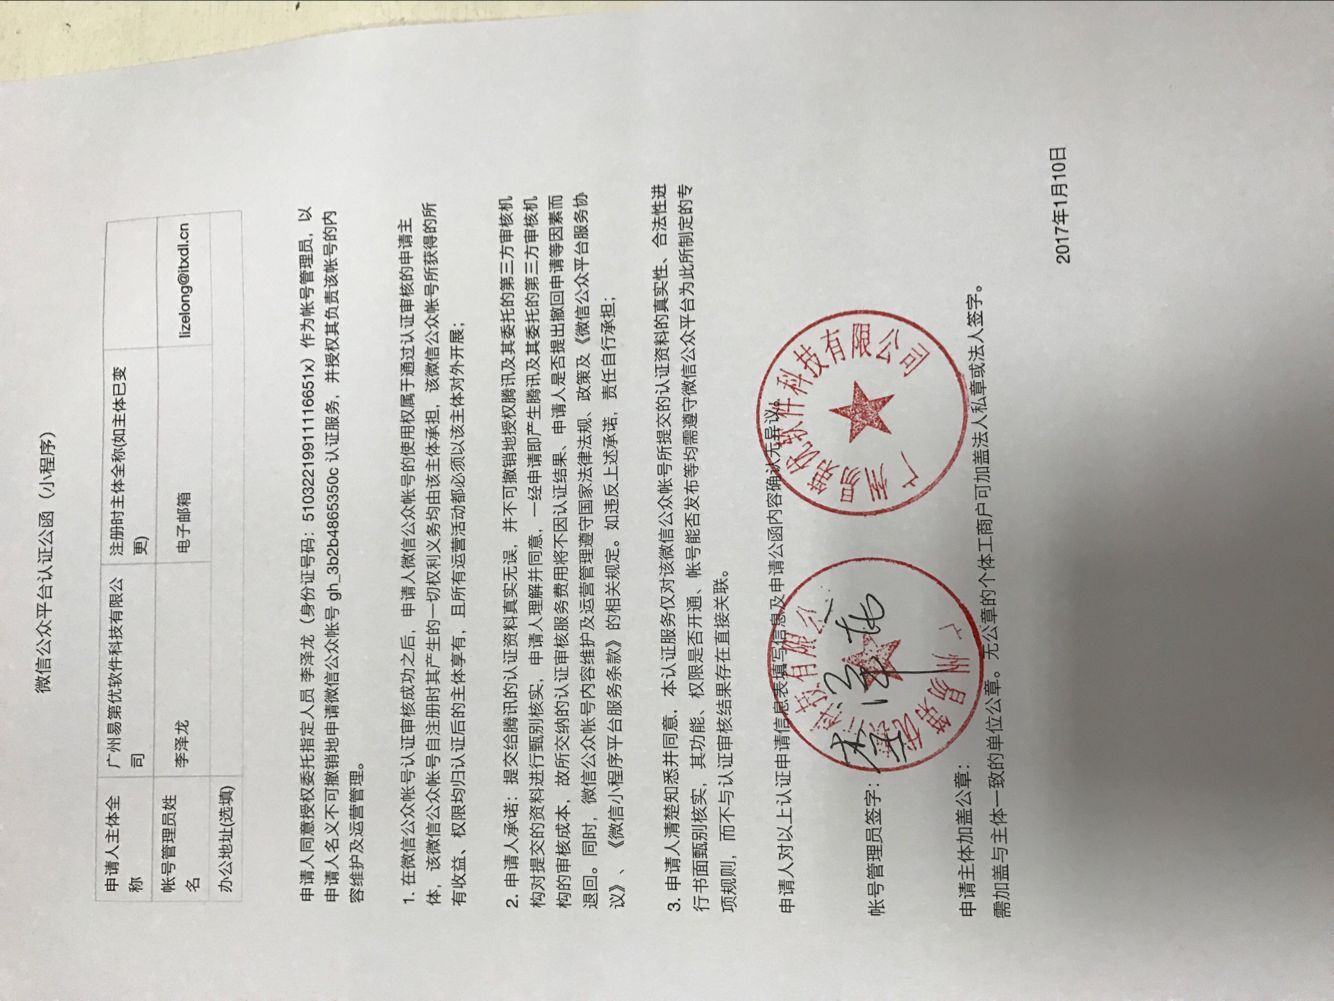 微信公众平台认证公函（小程序）
申请人主体全称 广州易第优软件科技有限公司 注册时主体全称(如主体已变更)
帐号管理员姓名 李泽龙 电子邮箱 lizelong@itxdl.cn
办公地址(选填)
申请人同意授权委托指定人员 李泽龙（身份证号码：51032219911116651x）作为帐号管理员，以
申请人名义不可撤销地申请微信公众帐号 gh_3b2b4865350c 认证服务，并授权其负责该帐号的内
容维护及运营管理。
1. 在微信公众帐号认证审核成功之后，申请人微信公众帐号的使用权属于通过认证审核的申请主
体，该微信公众帐号自注册时其产生的一切权利义务均由该主体承担，该微信公众帐号所获得的所
有收益、权限均归认证后的主体享有，且所有运营活动都必须以该主体对外开展；
2. 申请人承诺：提交给腾讯的认证资料真实无误，并不可撤销地授权腾讯及其委托的第三方审核机
构对提交的资料进行甄别核实，申请人理解并同意，一经申请即产生腾讯及其委托的第三方审核机
构的审核成本，故所交纳的认证审核服务费用将不因认证结果、申请人是否提出撤回申请等因素而
退回。同时，微信公众帐号内容维护及运营管理遵守国家法律法规、政策及《微信公众平台服务协
议》、《微信小程序平台服务条款》的相关规定。如违反上述承诺，责任自行承担；
3. 申请人清楚知悉并同意，本认证服务仅对该微信公众帐号所提交的认证资料的真实性、合法性进
行书面甄别核实，其功能、权限是否开通、帐号能否发布等均需遵守微信公众平台为此所制定的专
项规则，而不与认证审核结果存在直接关联。
申请人对以上认证申请信息表填写信息及申请公函内容确认无异议。
帐号管理员签字： 李泽龙
广州易第优软件科技有限公司
广州易第优软件科技有限公司
申请主体加盖公章：
需加盖与主体一致的单位公章。无公章的个体工商户可加盖法人私章或法人签字。
2017年1月10日